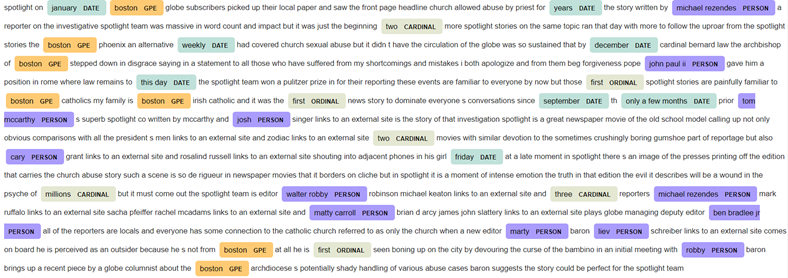 spotlight on january DATE boston GPE globe subscribers picked up their local paper and saw the front page headline church allowed abuse by priest for years DATE the story written by michael rezendes PERSON a
reporter on the investigative spotlight team was massive in word count and impact but it was just the beginning two CARDINAL more spotlight stories on the same topic ran that day with more to follow the uproar from the spotlight
stories the boston GPE phoenix an alternative weekly DATE had covered church sexual abuse but it didn t have the circulation of the globe was so sustained that by december DATE cardinal bernard law the archbishop
of boston GPE stepped down in disgrace saying in a statement to all those who have suffered from my shortcomings and mistakes i both apologize and from them beg forgiveness pope john paul ii PERSON gave him a
position in rome where law remains to this day DATE the spotlight team won a pulitzer prize in for their reporting these events are familiar to everyone by now but those first ORDINAL spotlight stories are painfully familiar to
boston GPE catholics my family is boston GPE irish catholic and it was the first ORDINAL news story to dominate everyone s conversations since september DATE th only a few months DATE prior tom
mccarthy PERSON s superb spotlight co written by mccarthy and josh PERSON singer links to an external site is the story of that investigation spotlight is a great newspaper movie of the old school model calling up not only
obvious comparisons with all the president s men links to an external site and zodiac links to an external site two CARDINAL movies with similar devotion to the sometimes crushingly boring gumshoe part of reportage but also
cary PERSON grant links to an external site and rosalind russell links to an external site shouting into adjacent phones in his girl friday DATE at a late moment in spotlight there s an image of the presses printing off the edition
that carries the church abuse story such a scene is so de rigueur in newspaper movies that it borders on cliche but in spotlight it is a moment of intense emotion the truth in that edition the evil it describes will be a wound in the
psyche of millions CARDINAL but it must come out the spotlight team is editor walter robby PERSON robinson michael keaton links to an external site and three CARDINAL reporters michael rezendes PERSON mark
ruffalo links to an external site sacha pfeiffer rachel mcadams links to an external site and matty carroll PERSON brian d arcy james john slattery links to an external site plays globe managing deputy editor ben bradlee jr
PERSON all of the reporters are locals and everyone has some connection to the catholic church referred to as only the church when a new editor marty PERSON baron liev PERSON schreiber links to an external site comes
on board he is perceived as an outsider because he s not from boston GPE at all he is first ORDINAL seen boning up on the city by devouring the curse of the bambino in an initial meeting with robby PERSON baron
brings up a recent piece by a globe columnist about the boston GPE archdiocese s potentially shady handling of various abuse cases baron suggests the story could be perfect for the spotlight team